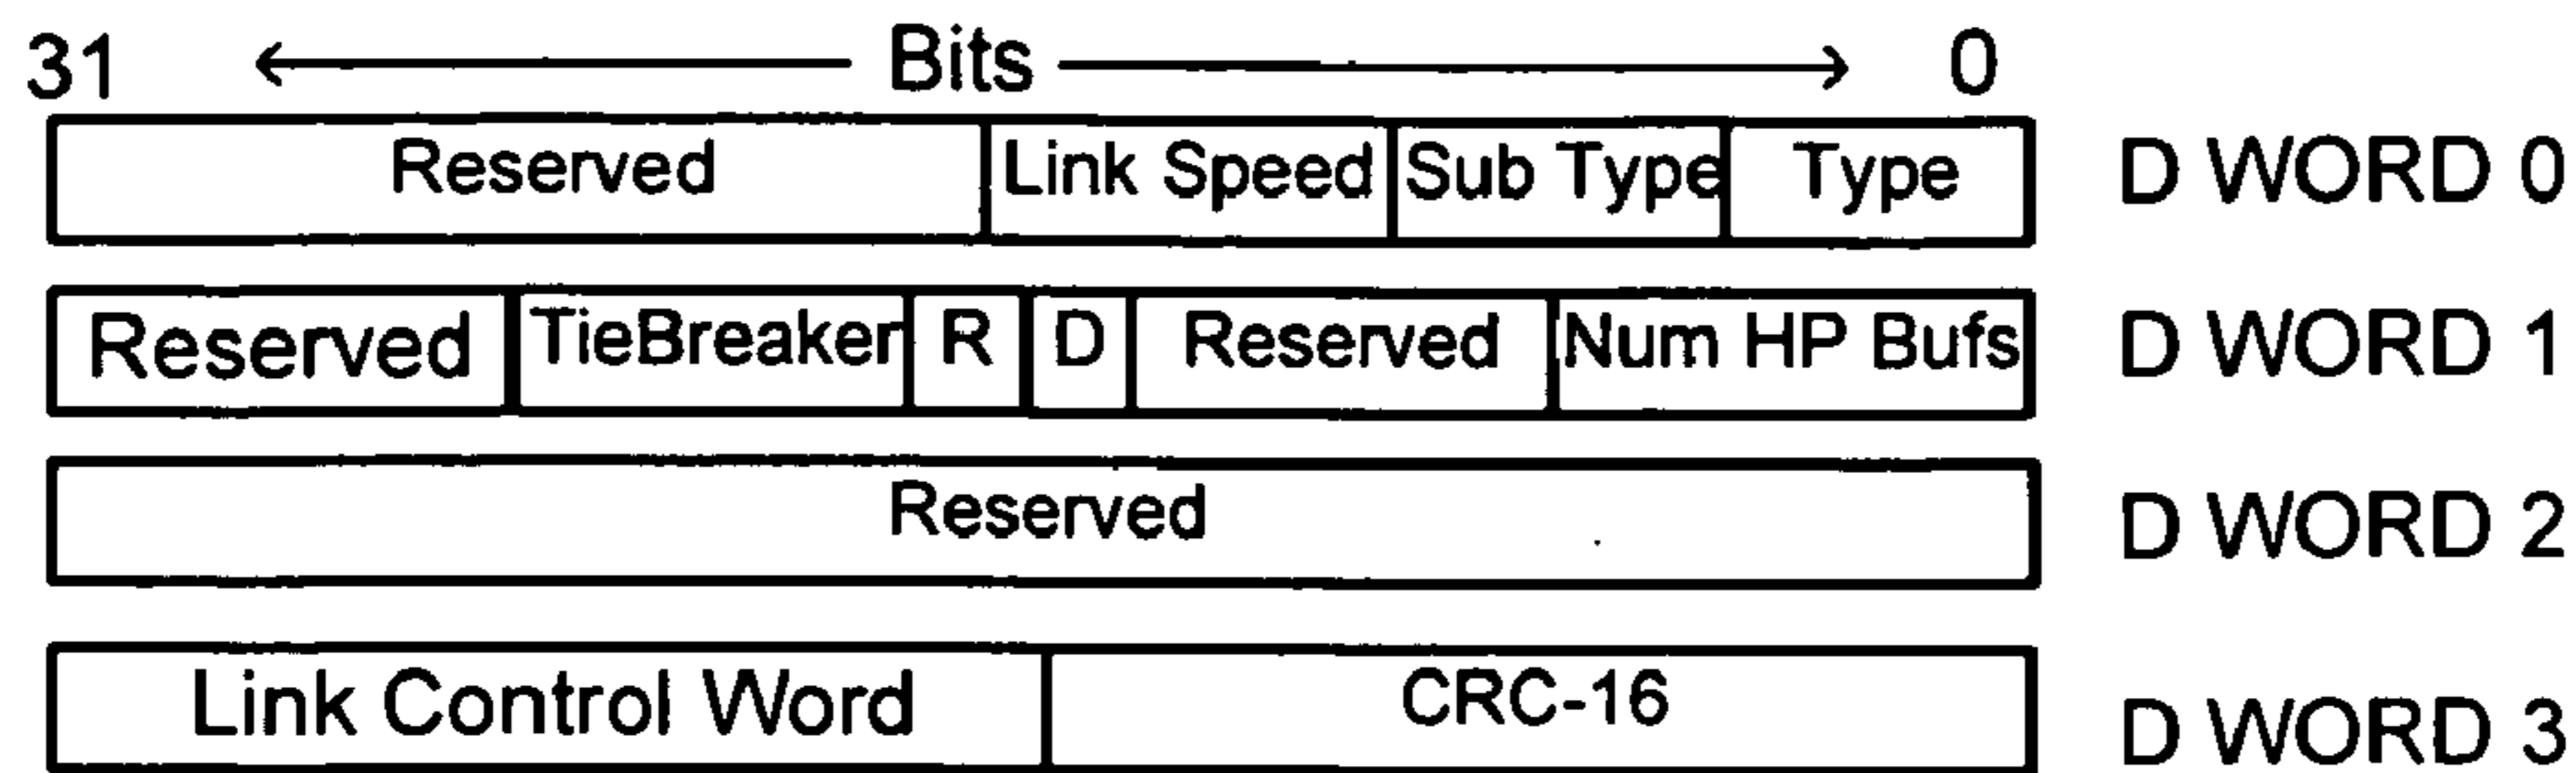 31 Bits 0
Reserved Link Speed Sub Type Type D WORD 0
Reserved TieBreaker R D Reserved Num HP Bufs D WORD 1
Reserved D WORD 2
Link Control Word CRC-16 D WORD 3